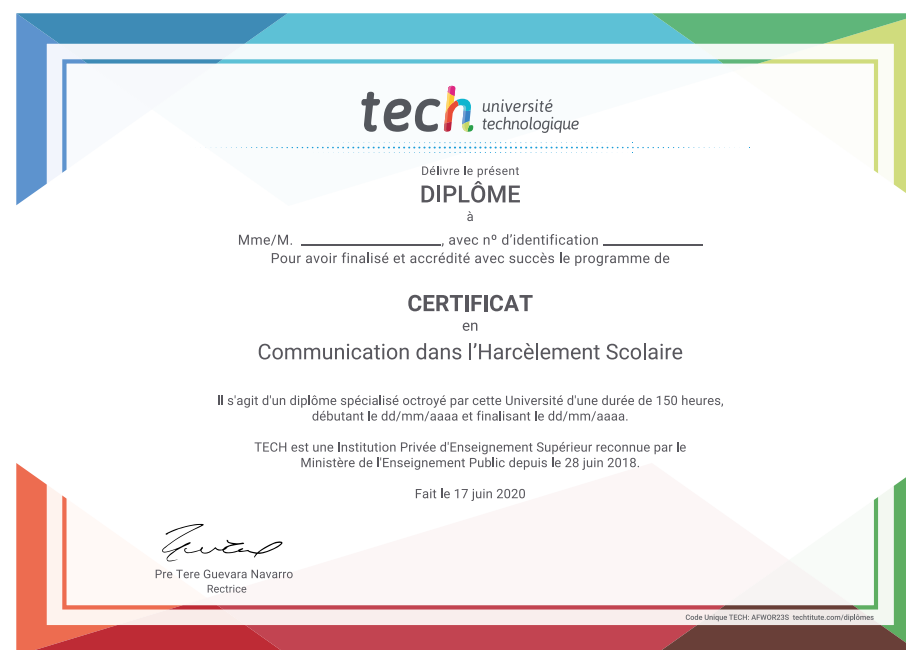 tech université
technologique
Délivre le présent
DIPLÔME
à
Mme/M. ____________________, avec nº d'identification ______________
Pour avoir finalisé et accrédité avec succès le programme de
CERTIFICAT
en
Communication dans l'Harcèlement Scolaire
Il s'agit d'un diplôme spécialisé octroyé par cette Université d'une durée de 150 heures,
débutant le dd/mm/aaaa et finalisant le dd/mm/aaaa.
TECH est une Institution Privée d'Enseignement Supérieur reconnue par le
Ministère de l'Enseignement Public depuis le 28 juin 2018.
Fait le 17 juin 2020
Pre Tere Guevara Navarro
Rectrice
Code Unique TECH: AFWOR23S techtitute.com/diplômes